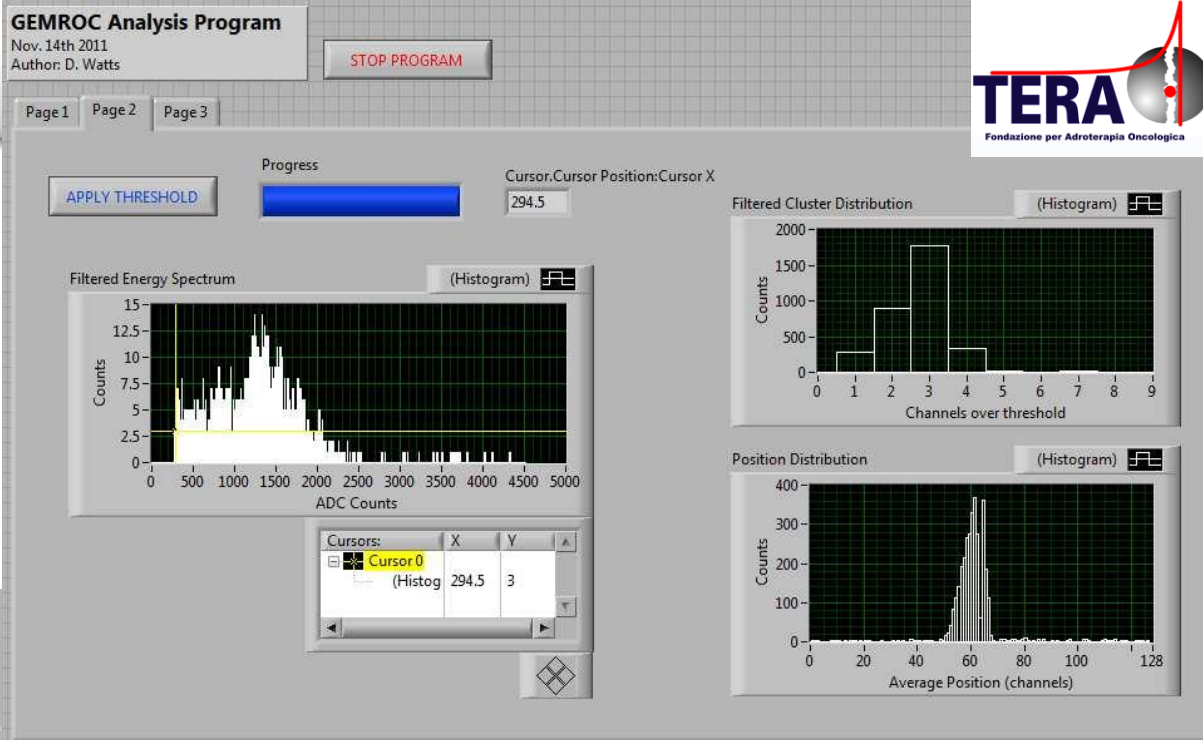 GEMROC Analysis Program
Nov. 14th 2011
Author: D. Watts
STOP PROGRAM
TERA
Fondazione per Adroterapia Oncologica
Page 1
Page 2
Page 3
APPLY THRESHOLD
Progress
Cursor.Cursor Position:Cursor X
294.5
Filtered Energy Spectrum
(Histogram)
15
12.5
10
7.5
5
2.5
0
Counts
0 500 1000 1500 2000 2500 3000 3500 4000 4500 5000
ADC Counts
Cursors: X Y
Cursor 0
(Histog 294.5 3
Filtered Cluster Distribution
(Histogram)
2000
1500
1000
500
0
Counts
0 1 2 3 4 5 6 7 8 9
Channels over threshold
Position Distribution
(Histogram)
400
300
200
100
0
Counts
0 20 40 60 80 100 128
Average Position (channels)